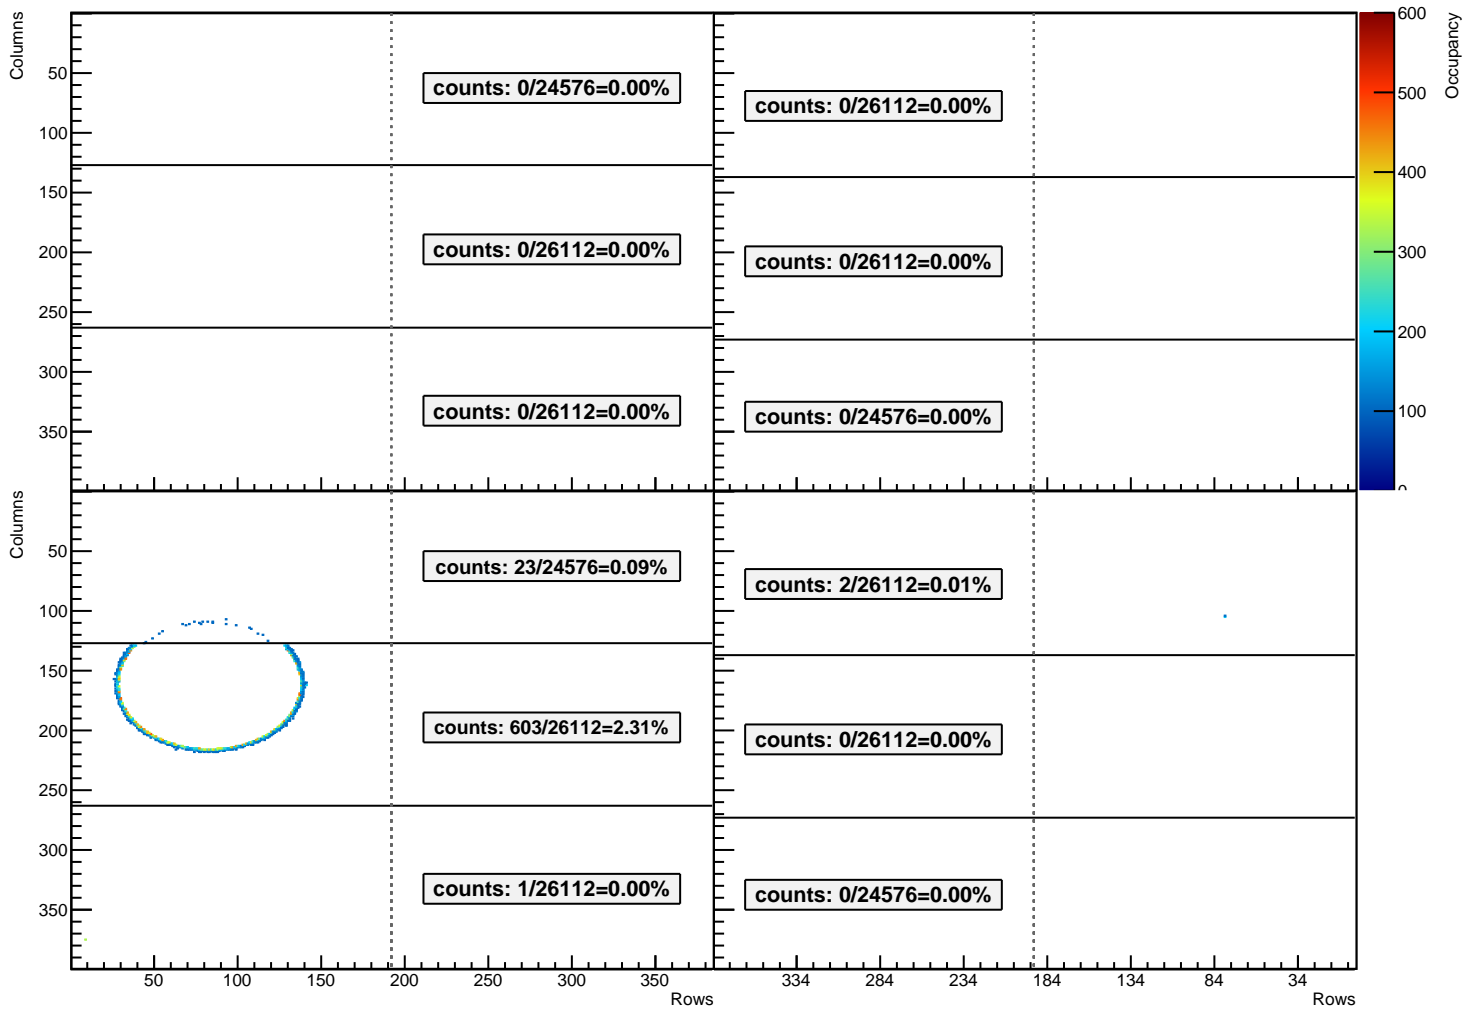 Columns
50
100
150
200
250
300
350
counts: 0/24576=0.00%
counts: 0/26112=0.00%
counts: 0/26112=0.00%
counts: 0/26112=0.00%
counts: 0/26112=0.00%
counts: 0/24576=0.00%
600
500
400
300
200
100
0
Occupancy
Columns
50
100
150
200
250
300
350
counts: 23/24576=0.09%
counts: 603/26112=2.31%
counts: 1/26112=0.00%
counts: 2/26112=0.01%
counts: 0/26112=0.00%
counts: 0/24576=0.00%
50 100 150 200 250 300 350
Rows
334 284 234 184 134 84 34
Rows